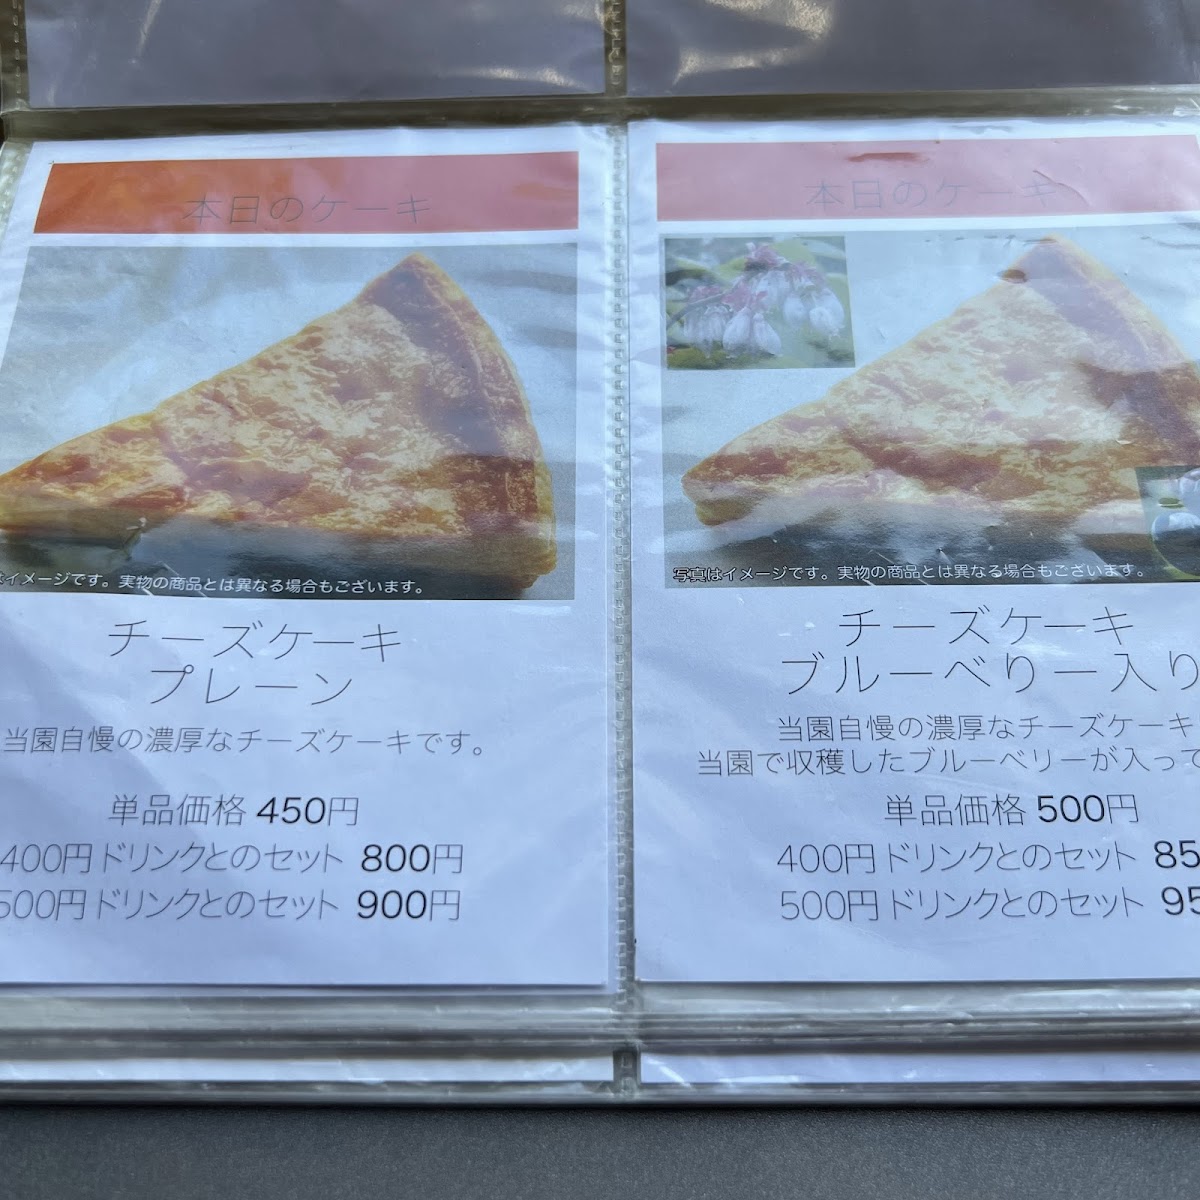 本日のケーキ
はイメージです。実物の商品とは異なる場合もございます。
チーズケーキ
プレーン
当園自慢の濃厚なチーズケーキです。
単品価格 450円
400円 ドリンクとのセット 800円
500円 ドリンクとのセット 900円
本日のケーキ
写真はイメージです。実物の商品とは異なる場合もございます。
チーズケーキ
ブルーベリー入り
当園自慢の濃厚なチーズケーキ
当園で収穫したブルーベリーが入って
単品価格 500円
400円 ドリンクとのセット 85
500円 ドリンクとのセット 95